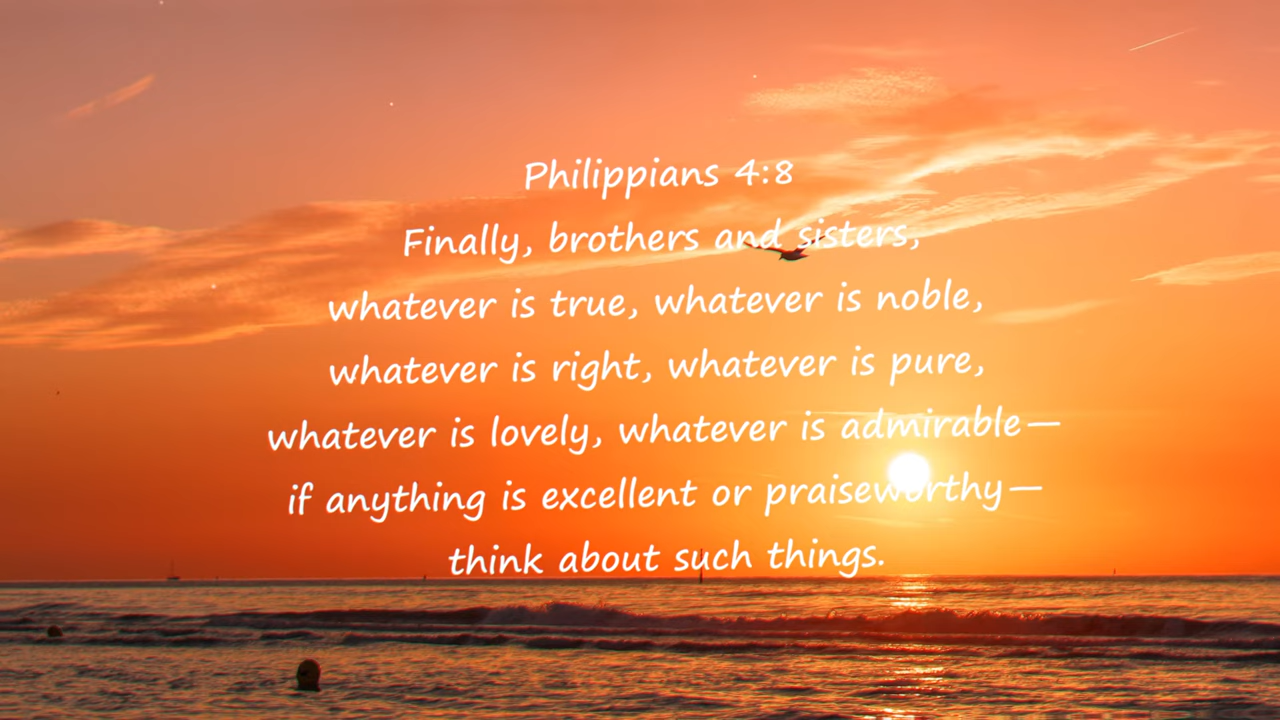 Philippians 4:8
Finally, brothers and sisters,
whatever is true, whatever is noble,
whatever is right, whatever is pure,
whatever is lovely, whatever is admirable—
if anything is excellent or praiseworthy—
think about such things.